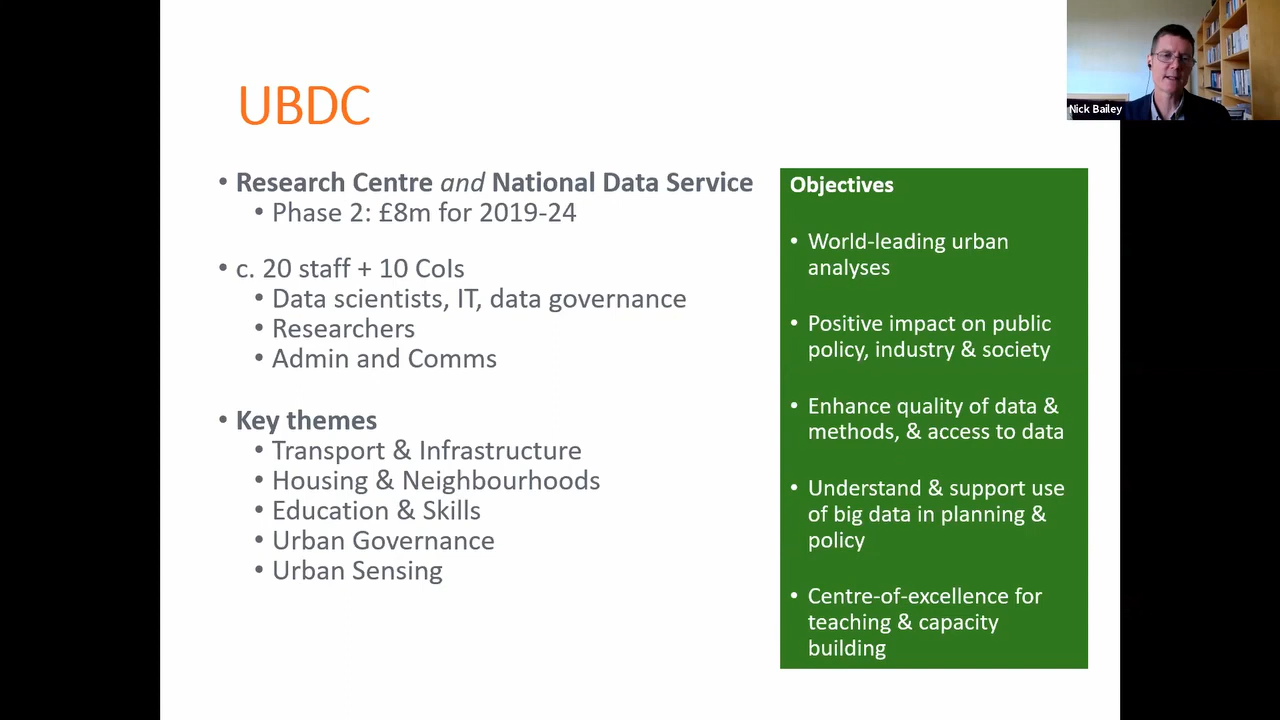 UBDC
• Research Centre and National Data Service
• Phase 2: £8m for 2019-24
• c. 20 staff + 10 CoIs
• Data scientists, IT, data governance
• Researchers
• Admin and Comms
• Key themes
• Transport & Infrastructure
• Housing & Neighbourhoods
• Education & Skills
• Urban Governance
• Urban Sensing
Objectives
• World-leading urban
analyses
• Positive impact on public
policy, industry & society
• Enhance quality of data &
methods, & access to data
• Understand & support use
of big data in planning &
policy
• Centre-of-excellence for
teaching & capacity
building
Nick Bailey